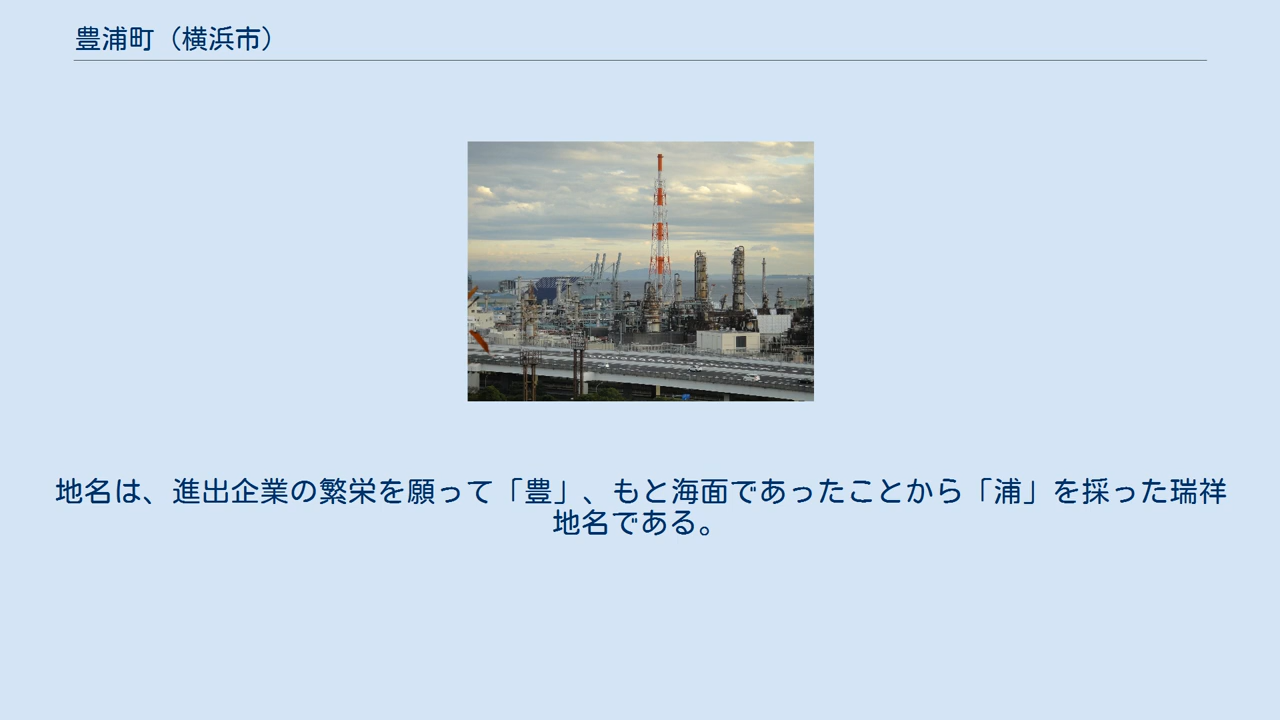 豊浦町（横浜市）
地名は、進出企業の繁栄を願って「豊」、もと海面であったことから「浦」を採った瑞祥
地名である。